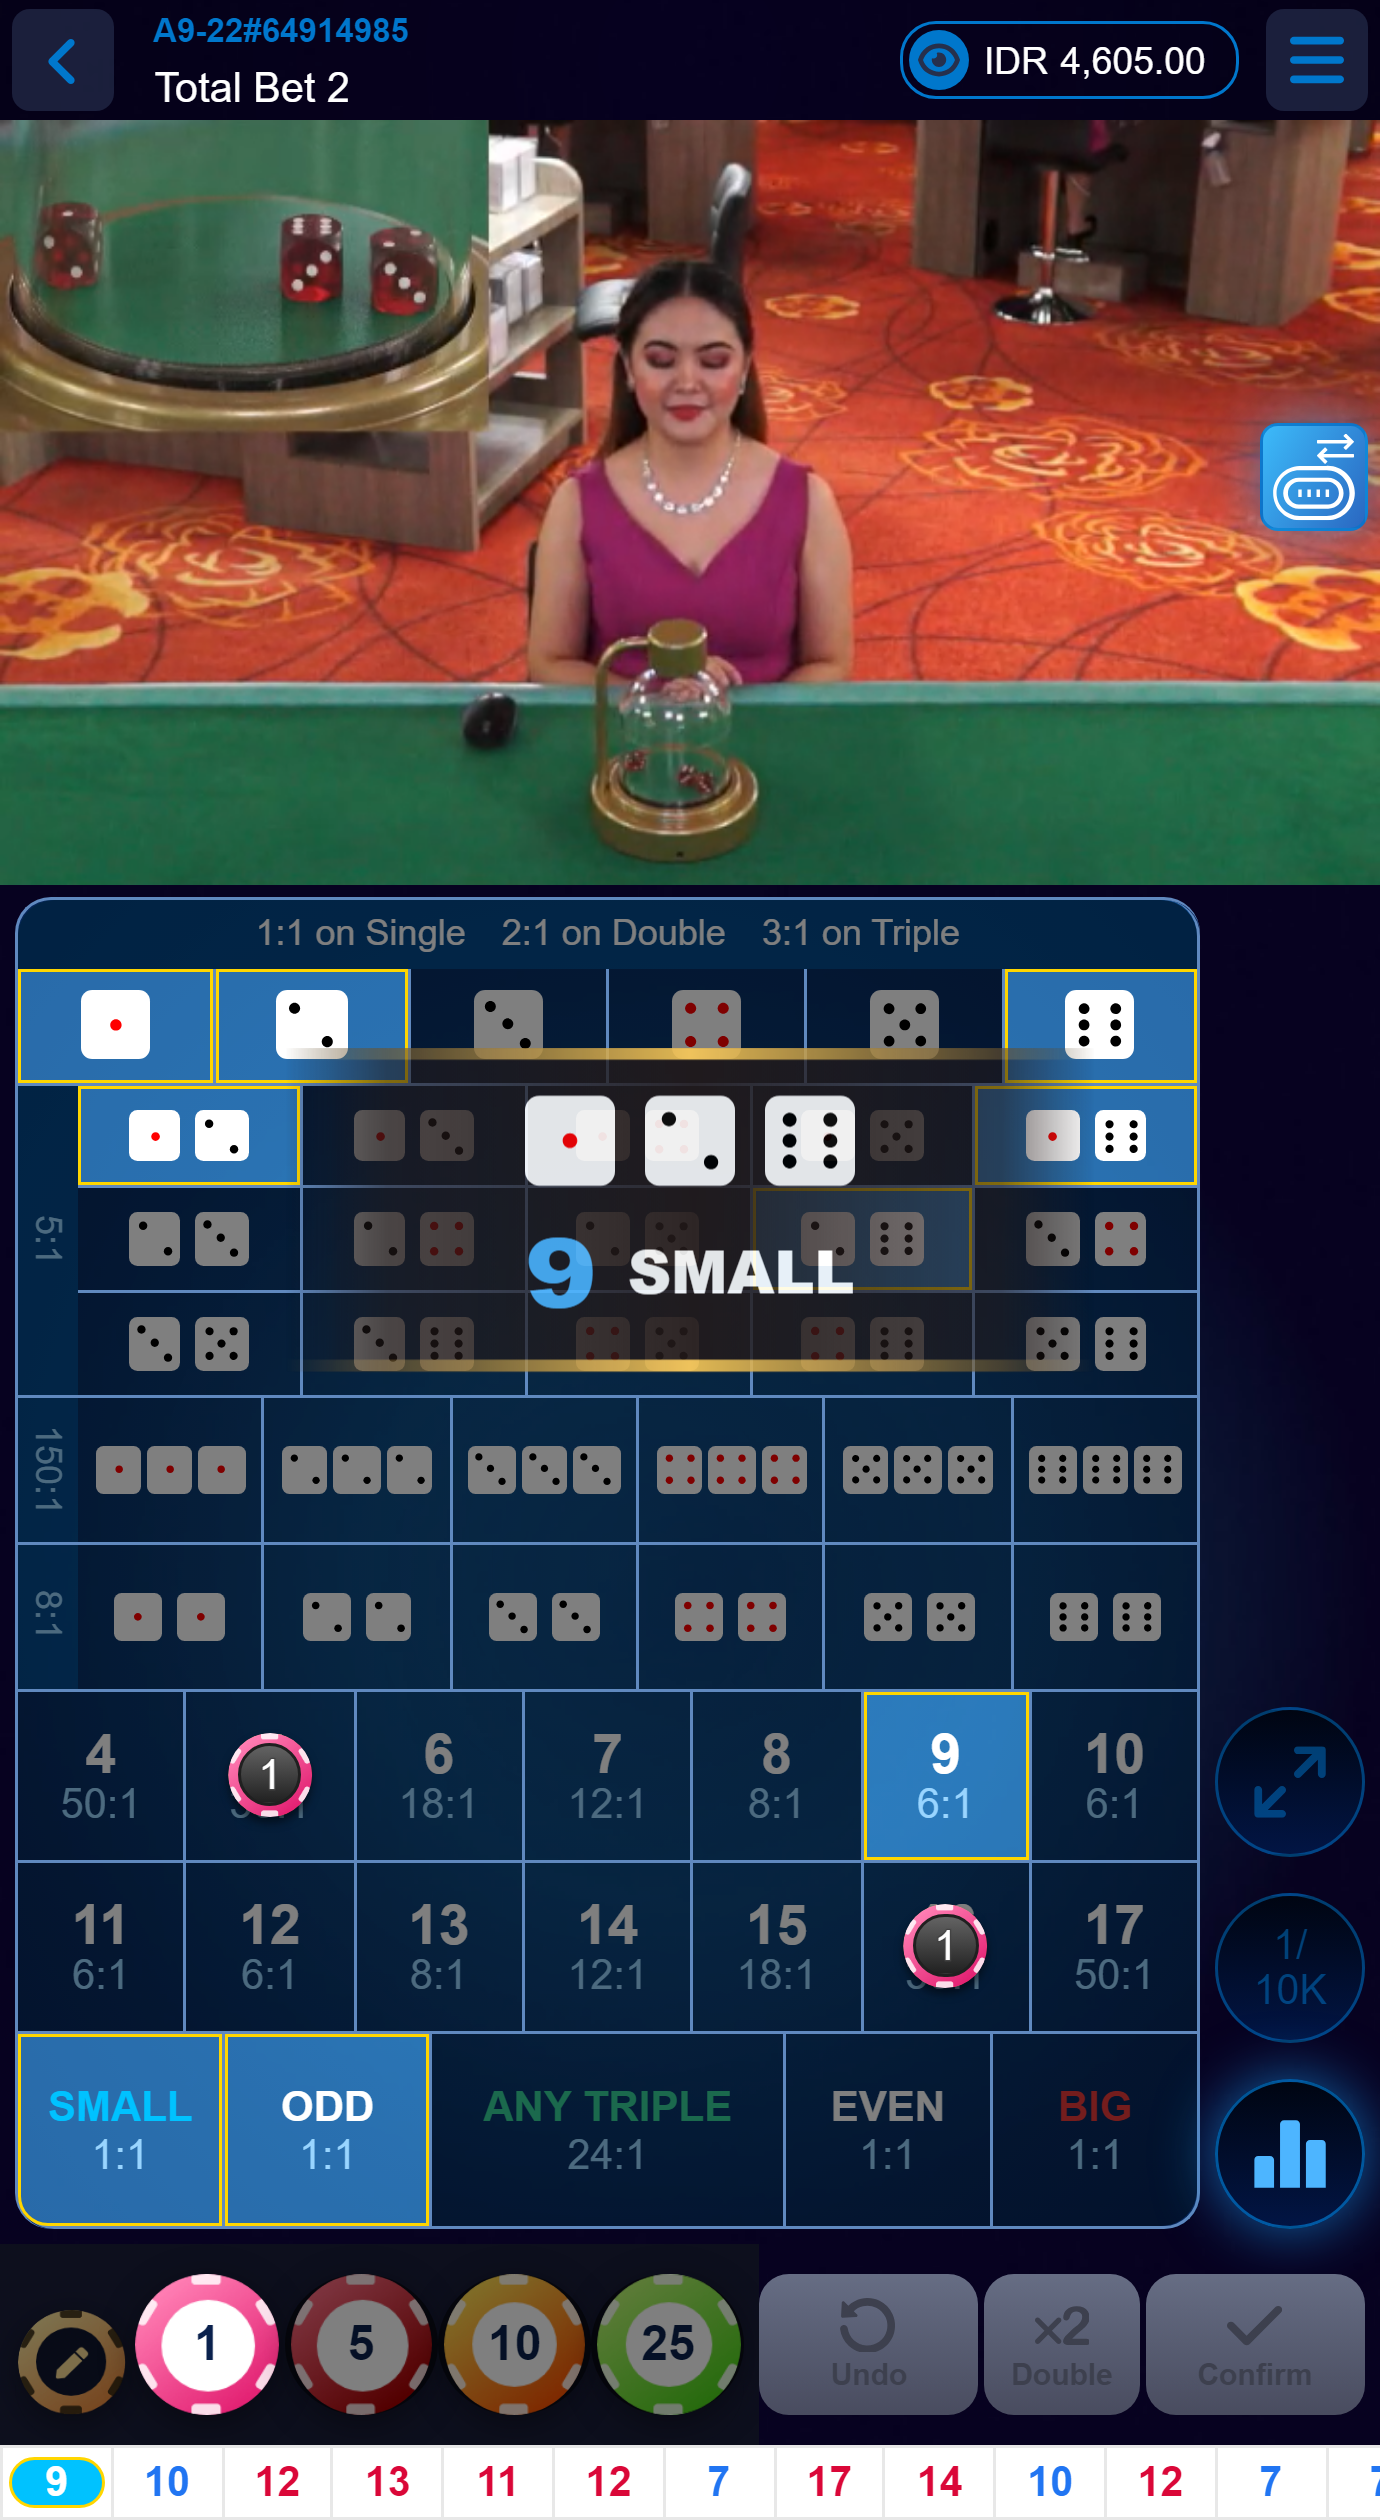 A9-22#64914985
Total Bet 2
IDR 4,605.00
1:1 on Single 2:1 on Double 3:1 on Triple
5:1
9 SMALL
150:1
8:1
4 1 6 7 8 9 10
50:1 18:1 12:1 8:1 6:1 6:1
11 12 13 14 15 1 17
6:1 6:1 8:1 12:1 18:1 50:1
SMALL ODD ANY TRIPLE EVEN BIG
1:1 1:1 24:1 1:1 1:1
1/
10K
1 5 10 25
x2
Undo Double Confirm
9 10 12 13 11 12 7 17 14 10 12 7